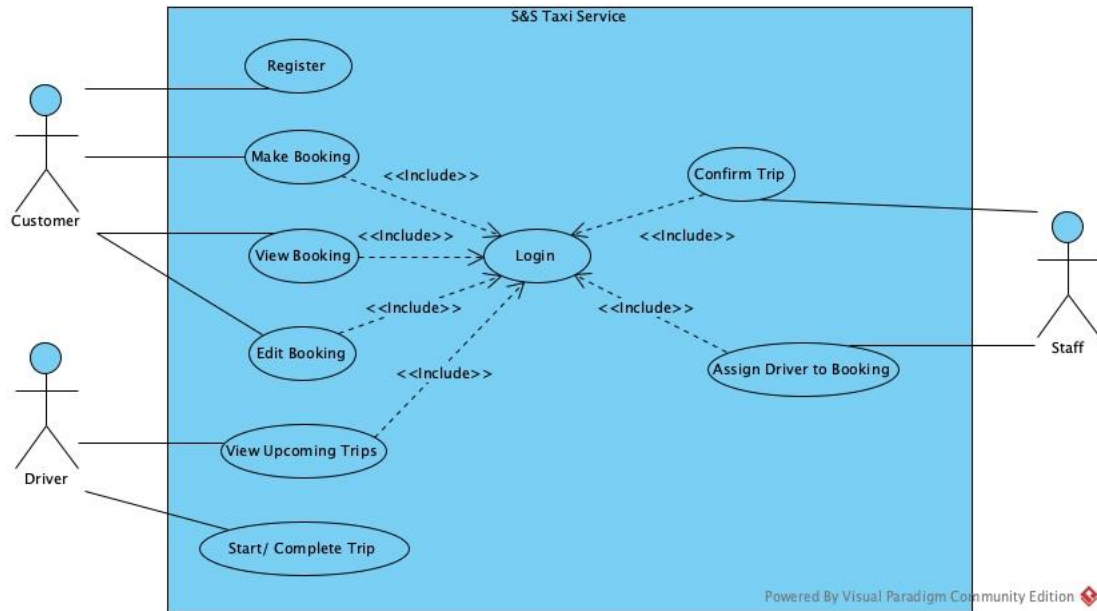 S&S Taxi Service
Register
Make Booking
<<Include>>
Confirm Trip
Customer
<<Include>>
<<Include>>
View Booking
Login
<<Include>>
<<Include>>
Staff
Edit Booking
<<Include>>
Assign Driver to Booking
View Upcoming Trips
Driver
Start/ Complete Trip
Powered By Visual Paradigm Community Edition